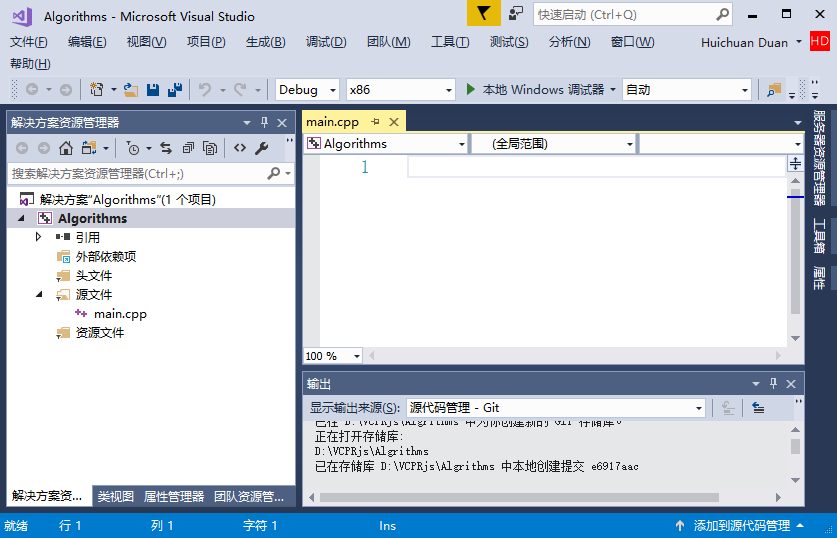 Algorithms - Microsoft Visual Studio
快速启动 (Ctrl+Q)
文件(F) 编辑(E) 视图(V) 项目(P) 生成(B) 调试(D) 团队(M) 工具(T) 测试(S) 分析(N) 窗口(W) Huichuan Duan HD
帮助(H)
Debug x86 本地 Windows 调试器 自动
解决方案资源管理器
搜索解决方案资源管理器(Ctrl+;)
解决方案"Algorithms"(1 个项目)
Algorithms
引用
外部依赖项
头文件
源文件
main.cpp
资源文件
解决方案资... 类视图 属性管理器 团队资源管...
main.cpp
Algorithms (全局范围)
1
100 %
输出
显示输出来源(S): 源代码管理 - Git
已在 D:\VCPRjs\Algrithms 中为你创建新的 Git 存储库。
正在打开存储库:
D:\VCPRjs\Algrithms
已在存储库 D:\VCPRjs\Algrithms 中本地创建提交 e6917aac
服务器资源管理器
工具箱
属性
就绪 行 1 列 1 字符 1 Ins 添加到源代码管理